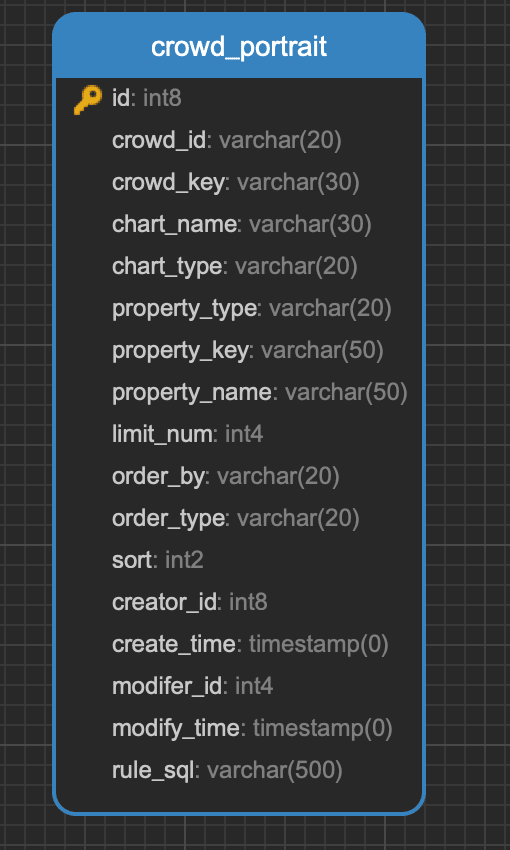 crowd_portrait
id: int8
crowd_id: varchar(20)
crowd_key: varchar(30)
chart_name: varchar(30)
chart_type: varchar(20)
property_type: varchar(20)
property_key: varchar(50)
property_name: varchar(50)
limit_num: int4
order_by: varchar(20)
order_type: varchar(20)
sort: int2
creator_id: int8
create_time: timestamp(0)
modifer_id: int4
modify_time: timestamp(0)
rule_sql: varchar(500)